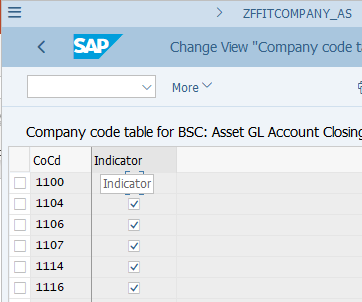 ZFFITCOMPANY_AS
SAP
Change View "Company code ta
More
Company code table for BSC: Asset GL Account Closing
CoCd Indicator
1100
Indicator
1104
1106
1107
1114
1116